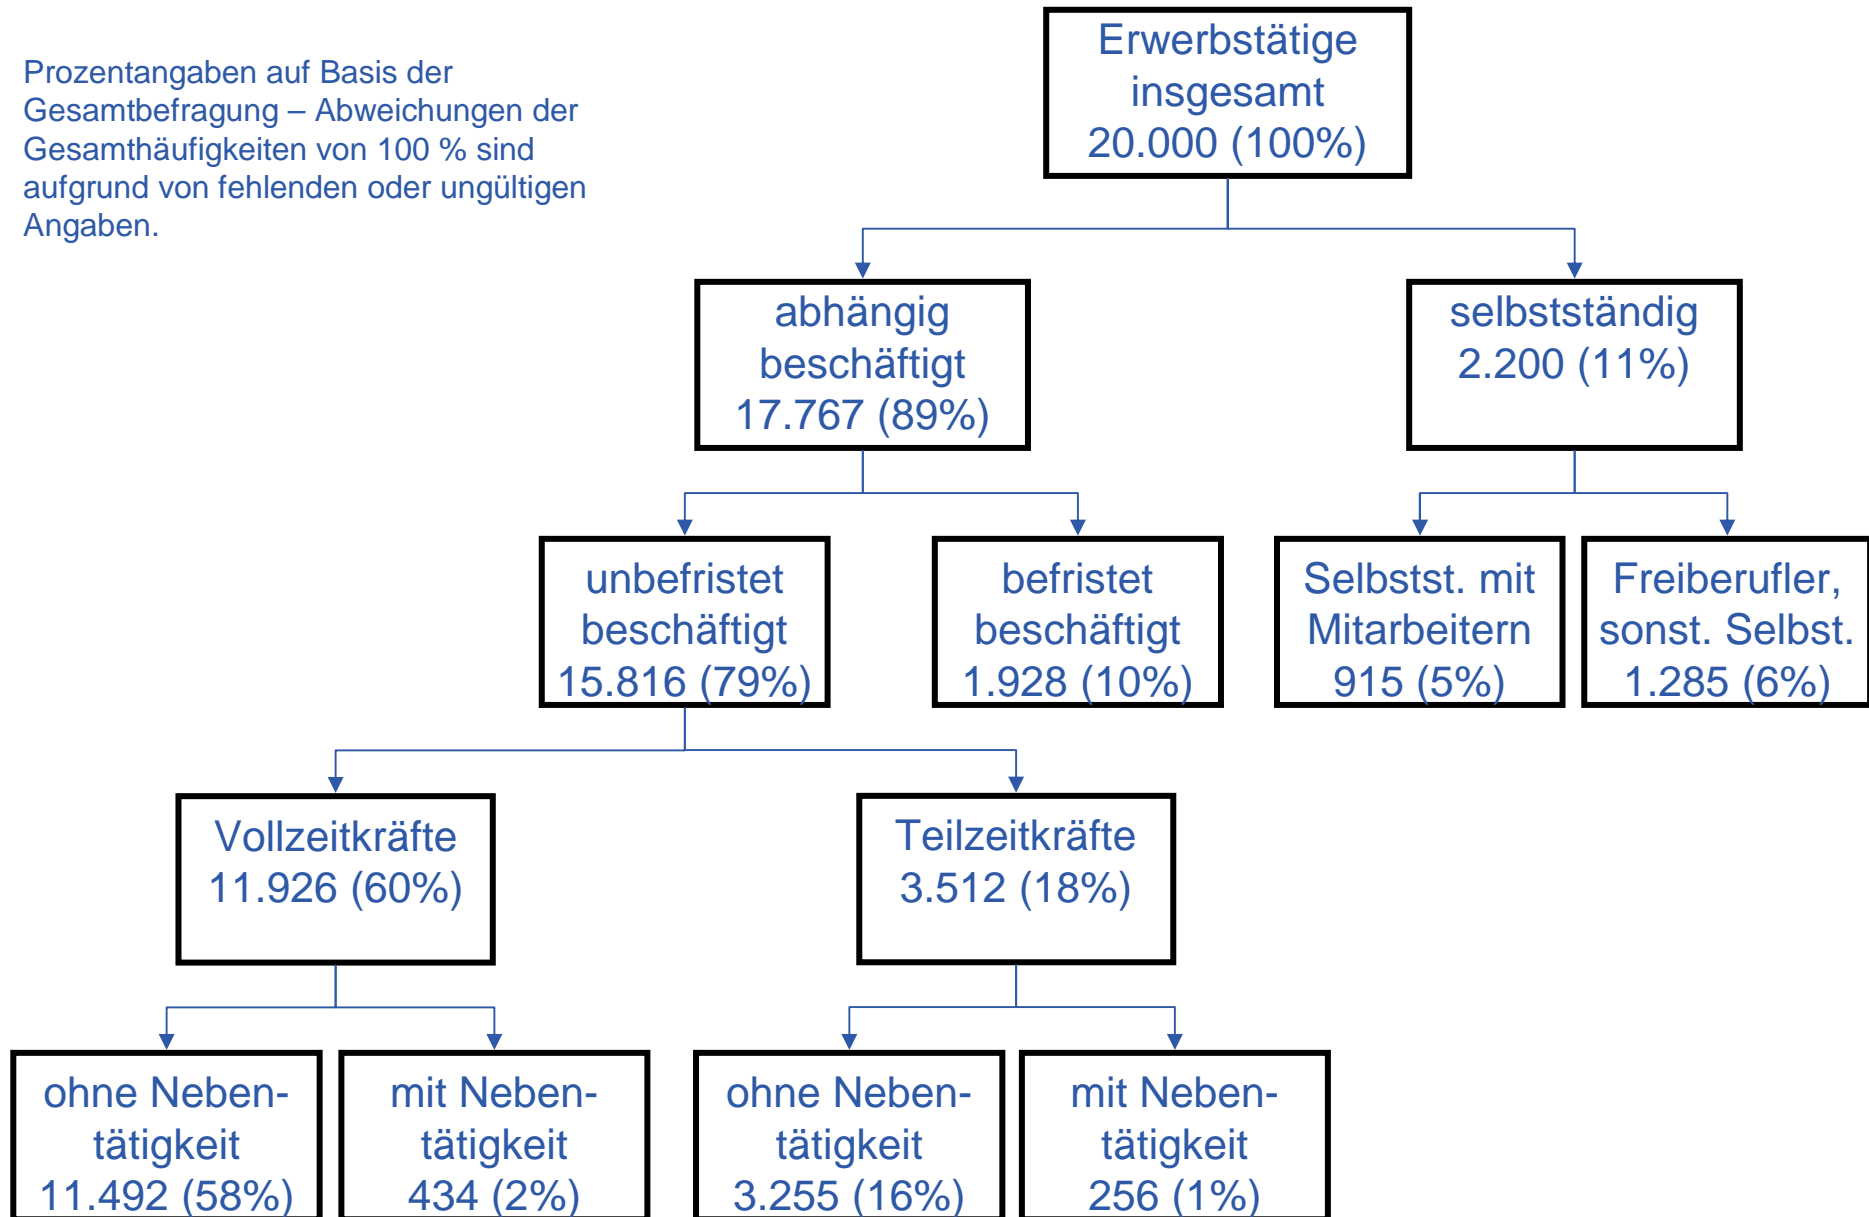 Prozentangaben auf Basis der
Gesamtbefragung – Abweichungen der
Gesamthäufigkeiten von 100 % sind
aufgrund von fehlenden oder ungültigen
Angaben.
Erwerbstätige
insgesamt
20.000 (100%)
abhängig
beschäftigt
17.767 (89%)
selbstständig
2.200 (11%)
unbefristet
beschäftigt
15.816 (79%)
befristet
beschäftigt
1.928 (10%)
Selbstst. mit
Mitarbeitern
915 (5%)
Freiberufler,
sonst. Selbst.
1.285 (6%)
Vollzeitkräfte
11.926 (60%)
Teilzeitkräfte
3.512 (18%)
ohne Neben-
tätigkeit
11.492 (58%)
mit Neben-
tätigkeit
434 (2%)
ohne Neben-
tätigkeit
3.255 (16%)
mit Neben-
tätigkeit
256 (1%)